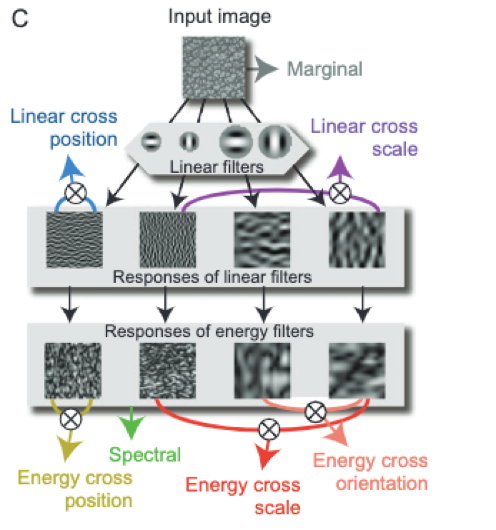 C
Input image
Marginal
Linear cross
position
Linear cross
scale
Linear filters
Responses of linear filters
Responses of energy filters
Spectral
Energy cross
position
Energy cross
scale
Energy cross
orientation